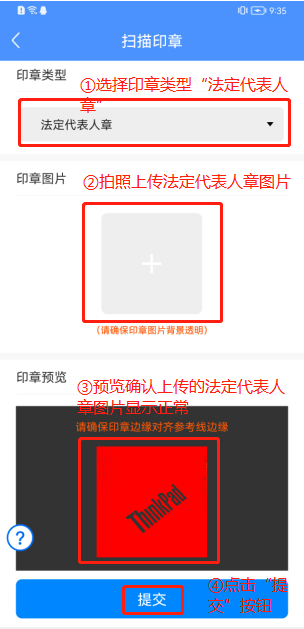 9:35
扫描印章
印章类型
①选择印章类型“法定代表人
章”
法定代表人章
印章图片
②拍照上传法定代表人章图片
+
(请确保印章图片背景透明)
印章预览
③预览确认上传的法定代表人
章图片显示正常
请确保印章边缘对齐参考线边缘
ThinkPad
?
④点击“提
交”按钮!
提交